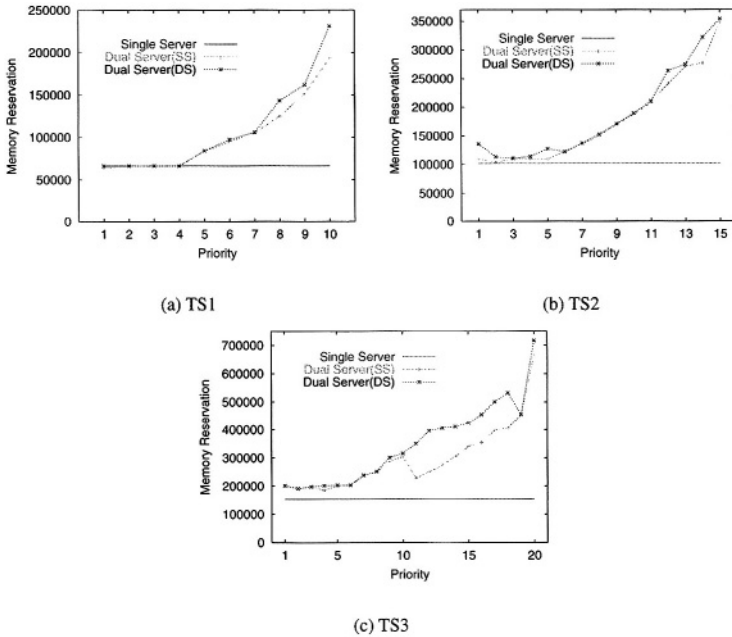 250000
200000
150000
100000
50000
0
Memory Reservation
Single Server
Dual Server(SS)
Dual Server(DS)
1 2 3 4 5 6 7 8 9 10
Priority
(a) TS1
350000
300000
250000
200000
150000
100000
50000
0
Memory Reservation
Single Server
Dual Server(SS)
Dual Server(DS)
1 3 5 7 9 11 13 15
Priority
(b) TS2
700000
600000
500000
400000
300000
200000
100000
0
Memory Reservation
Single Server
Dual Server(SS)
Dual Server(DS)
1 5 10 15 20
Priority
(c) TS3